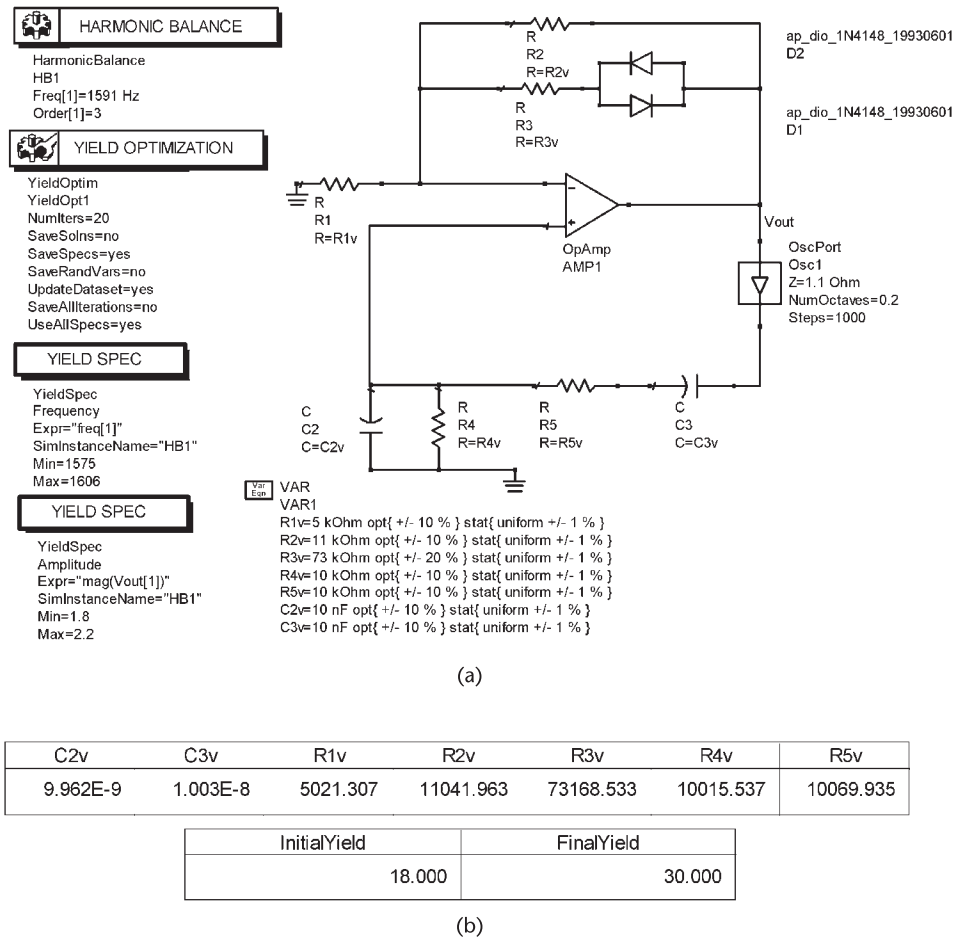 HARMONIC BALANCE
HarmonicBalance
HB1
Freq[1]=1591 Hz
Order[1]=3
YIELD OPTIMIZATION
YieldOptim
YieldOpt1
NumIters=20
SaveSolns=no
SaveSpecs=yes
SaveRandVars=no
UpdateDataset=yes
SaveAllIterations=no
UseAllSpecs=yes
YIELD SPEC
YieldSpec
Frequency
Expr="freq[1]"
SimInstanceName="HB1"
Min=1575
Max=1606
YIELD SPEC
YieldSpec
Amplitude
Expr="mag(Vout[1])"
SimInstanceName="HB1"
Min=1.8
Max=2.2
R
R2
R=R2v
R
R3
R=R3v
ap_dio_1N4148_19930601
D2
ap_dio_1N4148_19930601
D1
R
R1
R=R1v
OpAmp
AMP1
Vout
OscPort
Osc1
Z=1.1 Ohm
NumOctaves=0.2
Steps=1000
C
C2
C=C2v
R
R4
R=R4v
R
R5
R=R5v
C
C3
C=C3v
Var
Eqn
VAR
VAR1
R1v=5 kOhm opt{ +/- 10 % } stat{ uniform +/- 1 % }
R2v=11 kOhm opt{ +/- 10 % } stat{ uniform +/- 1 % }
R3v=73 kOhm opt{ +/- 20 % } stat{ uniform +/- 1 % }
R4v=10 kOhm opt{ +/- 10 % } stat{ uniform +/- 1 % }
R5v=10 kOhm opt{ +/- 10 % } stat{ uniform +/- 1 % }
C2v=10 nF opt{ +/- 10 % } stat{ uniform +/- 1 % }
C3v=10 nF opt{ +/- 10 % } stat{ uniform +/- 1 % }
(a)
C2v C3v R1v R2v R3v R4v R5v
9.962E-9 1.003E-8 5021.307 11041.963 73168.533 10015.537 10069.935
InitialYield FinalYield
18.000 30.000
(b)